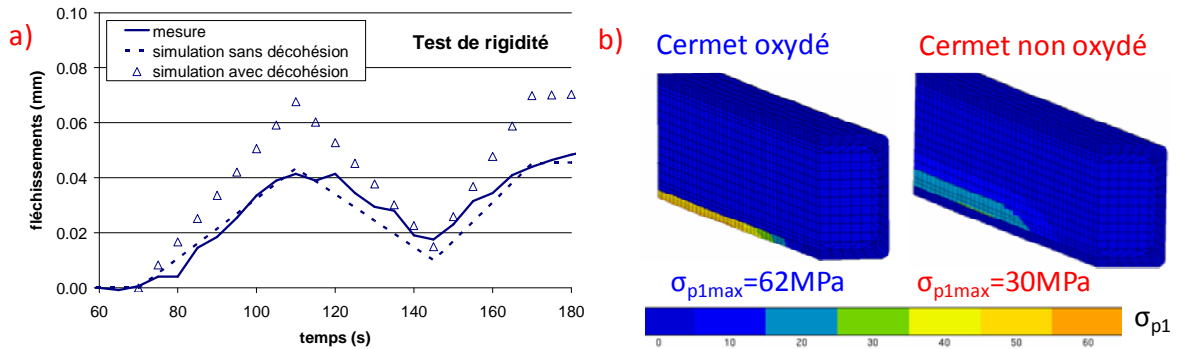 a)
Test de rigidité
mesure
simulation sans décohésion
simulation avec décohésion
fléchissements (mm)
0.10
0.08
0.06
0.04
0.02
0.00
60 80 100 120 140 160 180
temps (s)
b)
Cermet oxydé
Cermet non oxydé
σp1max=62MPa
σp1max=30MPa
σp1
0 10 20 30 40 50 60